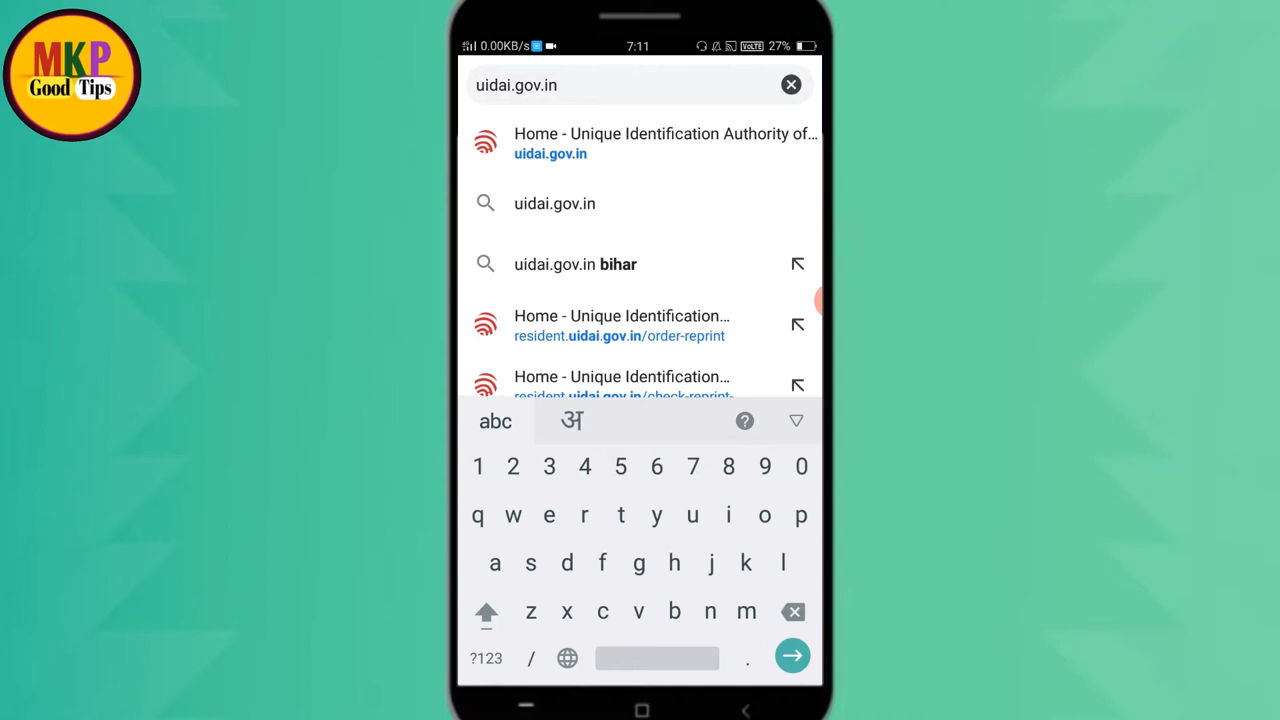 MKP
Good Tips
0.00KB/s
7:11
VoLTE
27%
uidai.gov.in
Home - Unique Identification Authority of...
uidai.gov.in
uidai.gov.in
uidai.gov.in bihar
Home - Unique Identification...
resident.uidai.gov.in/order-reprint
Home - Unique Identification...
resident.uidai.gov.in/check-reprint-
abc अ ?
1 2 3 4 5 6 7 8 9 0
q w e r t y u i o p
a s d f g h j k l
z x c v b n m
?123 / .